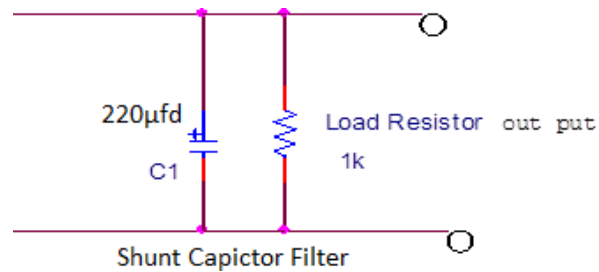 220µfd
C1
Load Resistor out put
1k
Shunt Capictor Filter